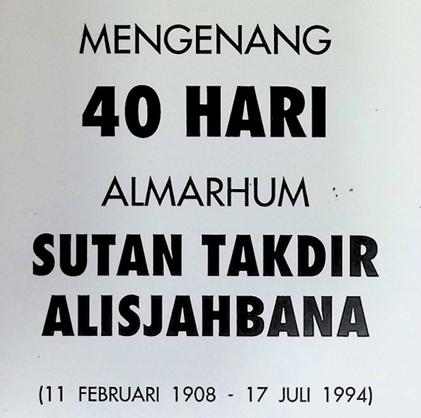 MENGENANG
40 HARI
ALMARHUM
SUTAN TAKDIR
ALISJAHBANA
(11 FEBRUARI 1908 - 17 JULI 1994)